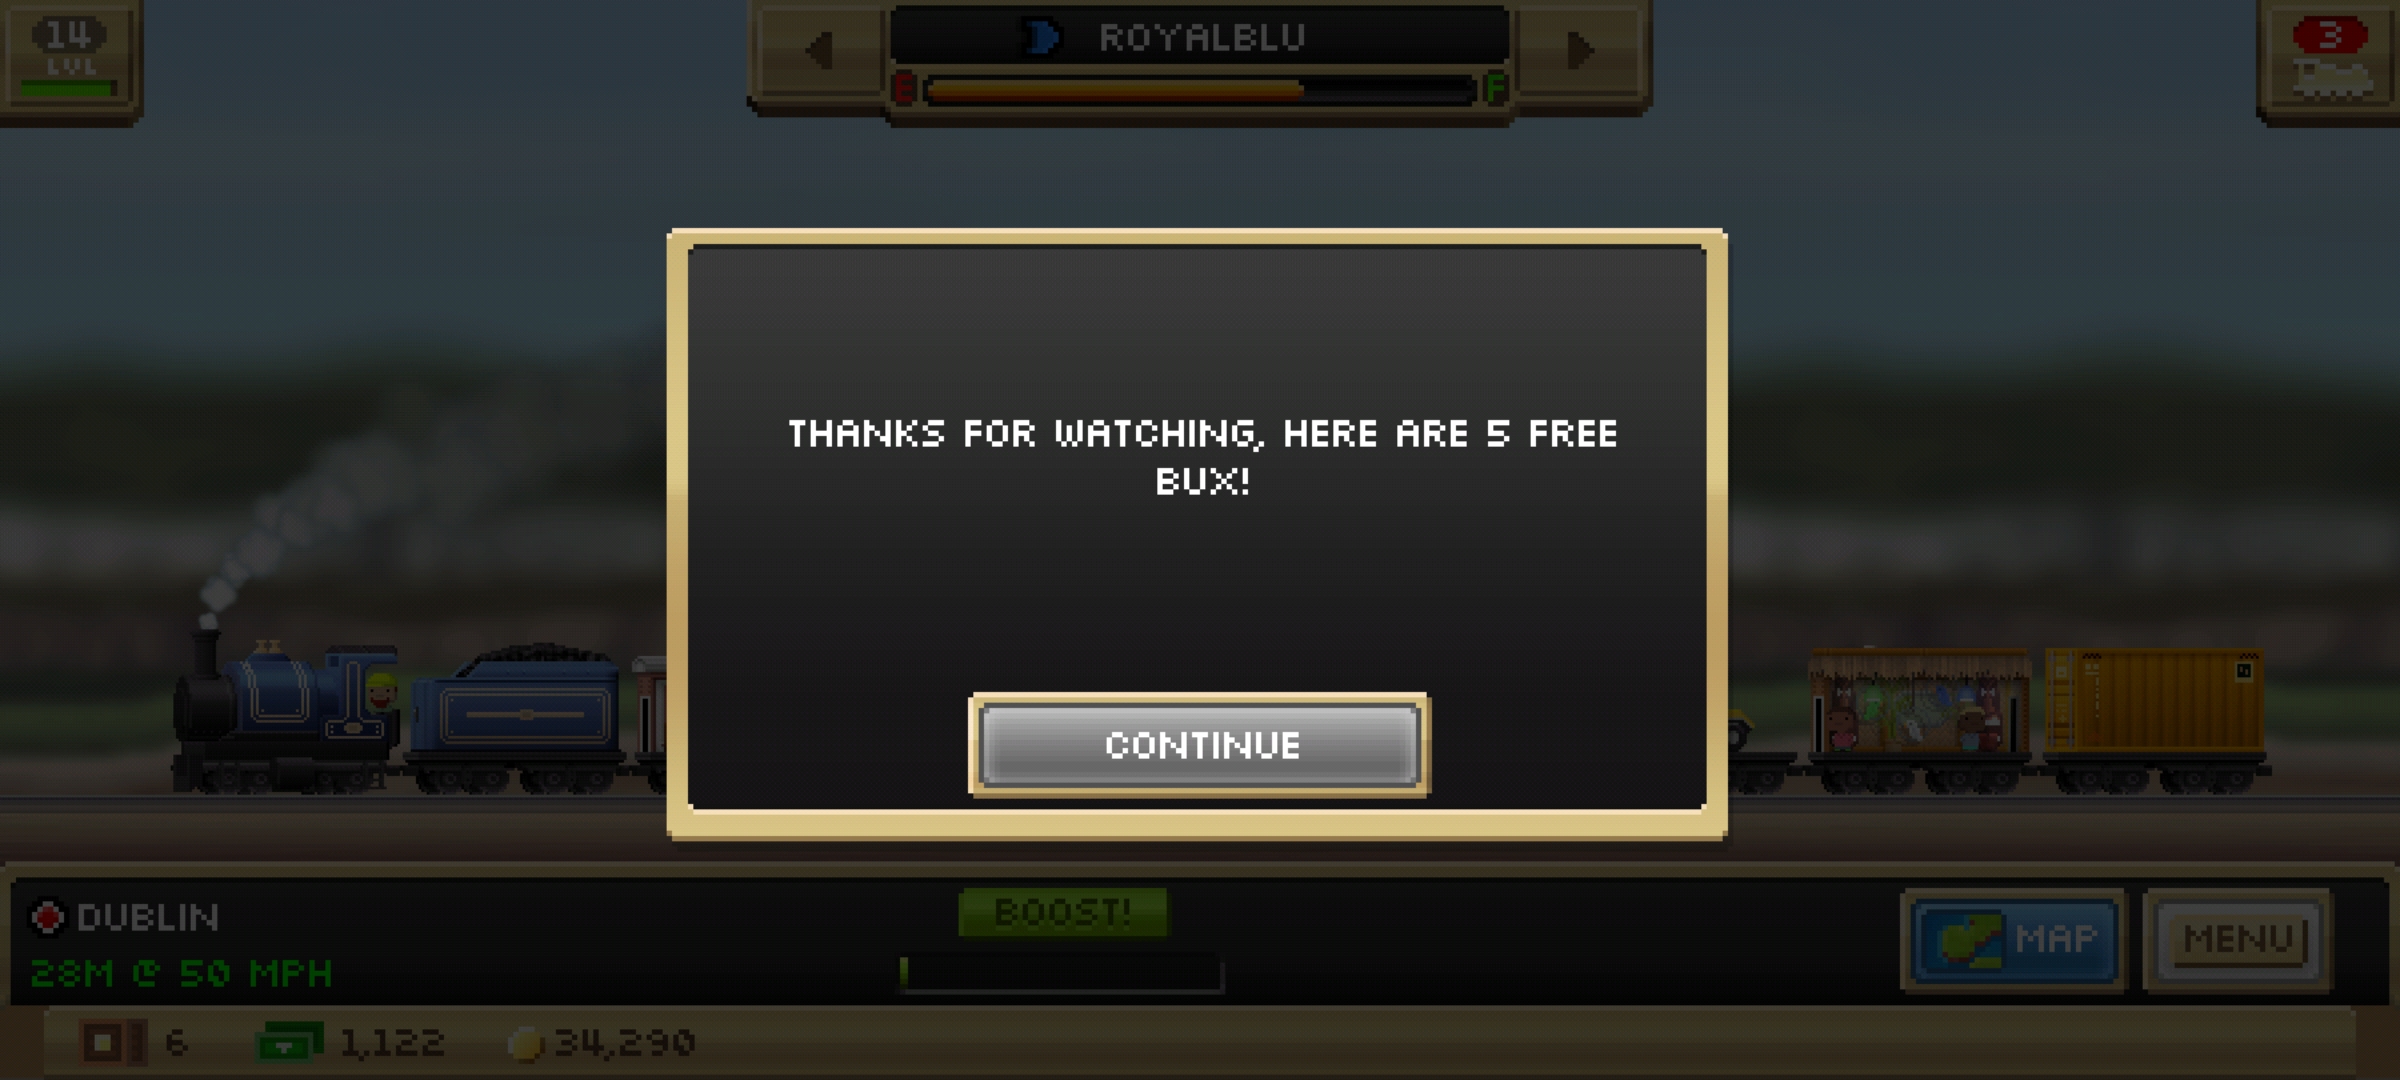 14
LVL
ROYALBLU
E F
3
THANKS FOR WATCHING, HERE ARE 5 FREE
BUX!
CONTINUE
DUBLIN
28M @ 50 MPH
BOOST!
MAP
MENU
6
1,122
34,290